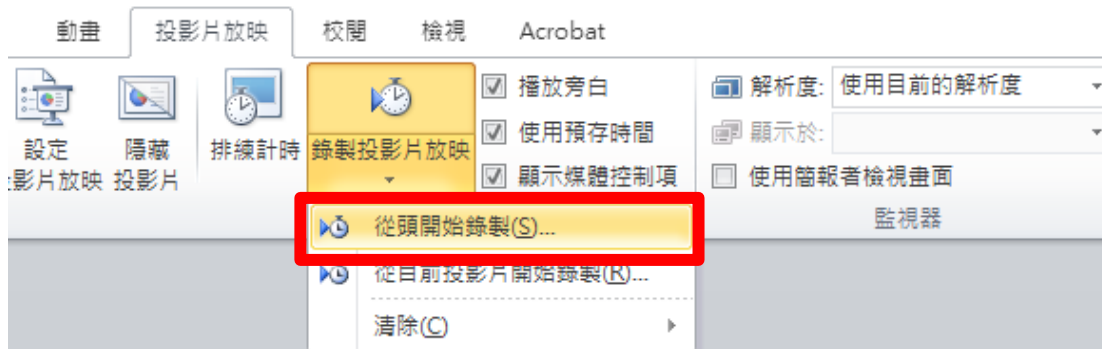 動畫 投影片放映 校閱 檢視 Acrobat
設定
影片放映
隱藏
投影片
排練計時
錄製投影片放映
播放旁白
使用預存時間
顯示媒體控制項
解析度: 使用目前的解析度
顯示於:
使用簡報者檢視畫面
監視器
從頭開始錄製(S)...
從目前投影片開始錄製(R)...
清除(C)